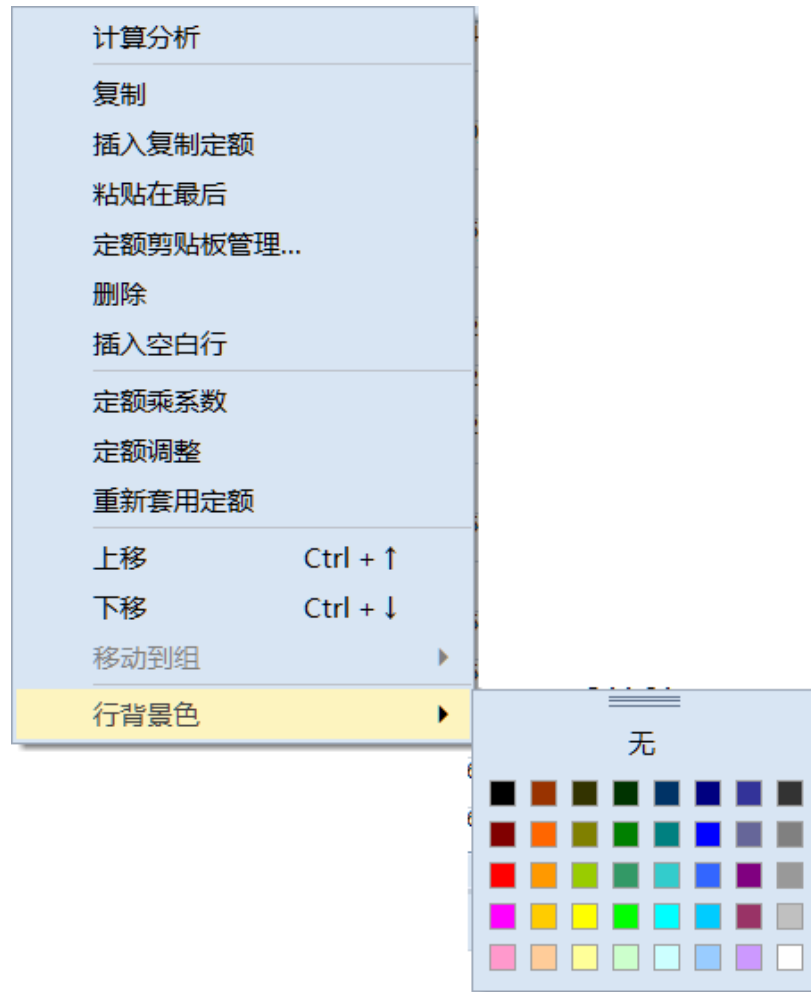 计算分析
复制
插入复制定额
粘贴在最后
定额剪贴板管理...
删除
插入空白行
定额乘系数
定额调整
重新套用定额
上移 Ctrl + ↑
下移 Ctrl + ↓
移动到组
行背景色
无